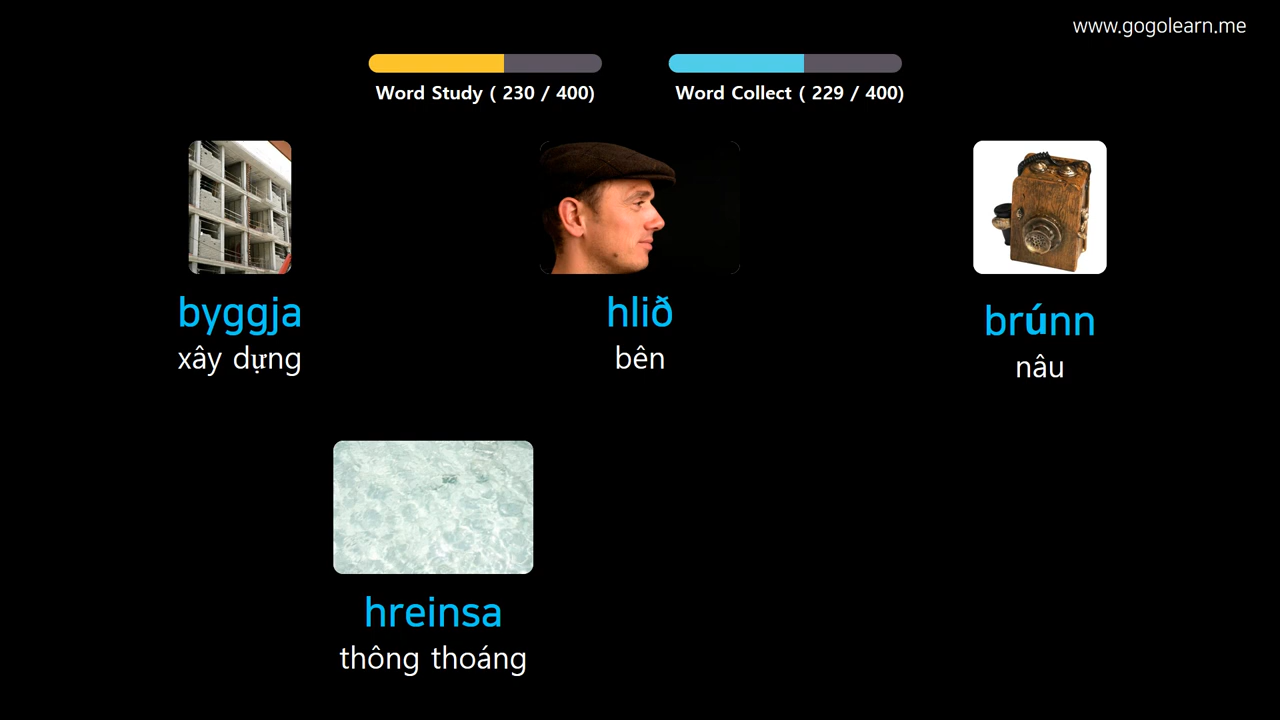 www.gogolearn.me
Word Study ( 230 / 400)
Word Collect ( 229 / 400)
byggja
xây dựng
hlið
bên
brúnn
nâu
hreinsa
thông thoáng